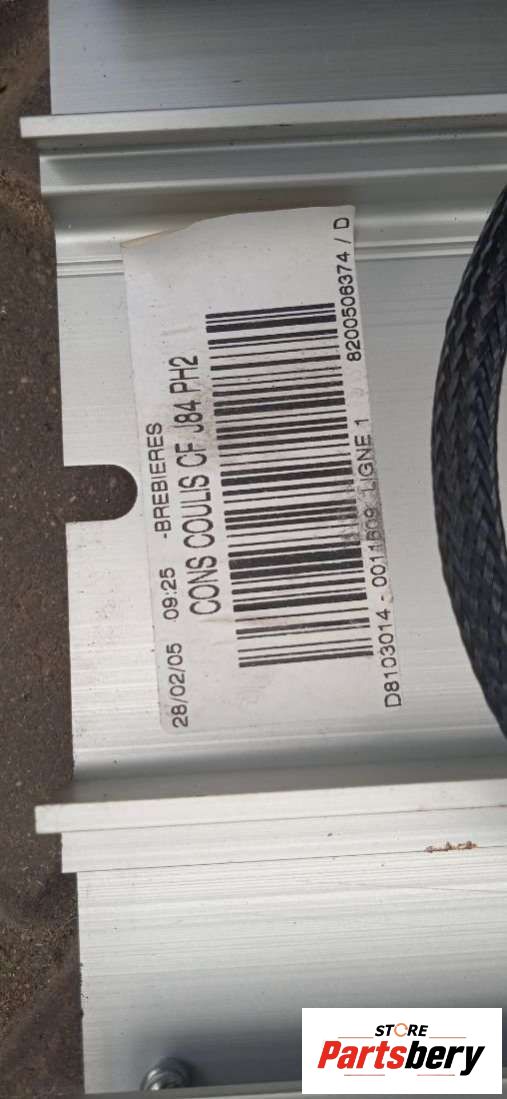 28/02/05 09:25 -BREBIERES
CONS COULIS CF J84 PH2
8200506374 / D
D8103014 - 0011609 LIGNE 1
STORE
Partsbery